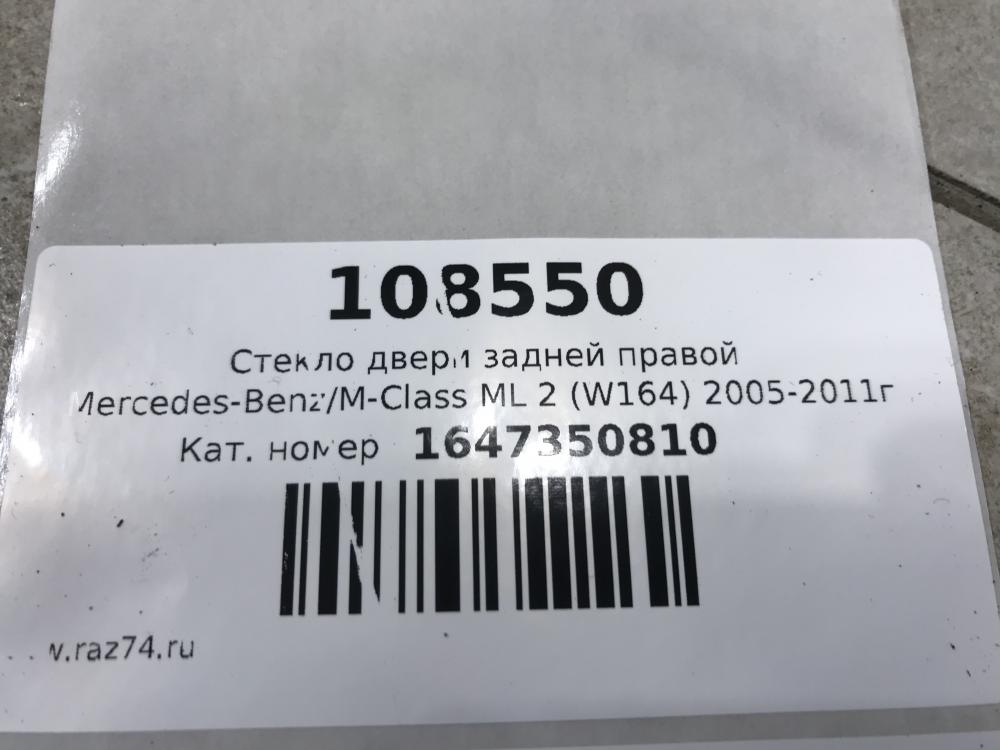 108550
Стекло двери задней правой
Mercedes-Benz/M-Class ML 2 (W164) 2005-2011г
Кат. номер 1647350810
w.raz74.ru